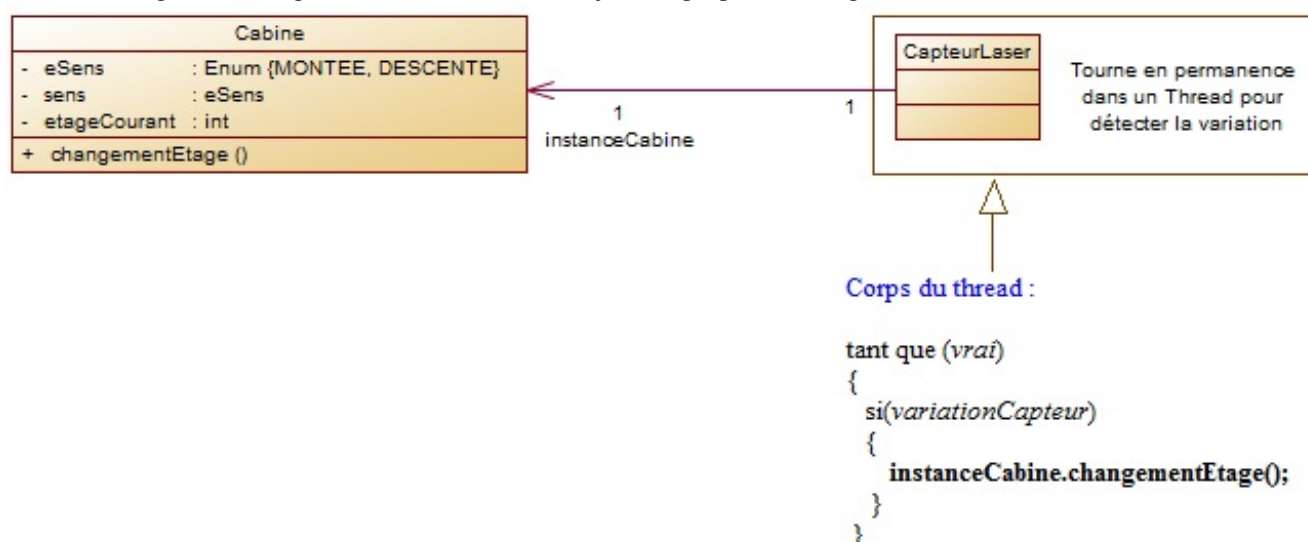 Cabine
- eSens : Enum {MONTEE, DESCENTE}
- sens : eSens
- etageCourant : int
+ changementEtage ()
1
instanceCabine
1
CapteurLaser
Tourne en permanence
dans un Thread pour
détecter la variation
Corps du thread :
tant que (vrai)
{
si(variationCapteur)
{
instanceCabine.changementEtage();
}
}